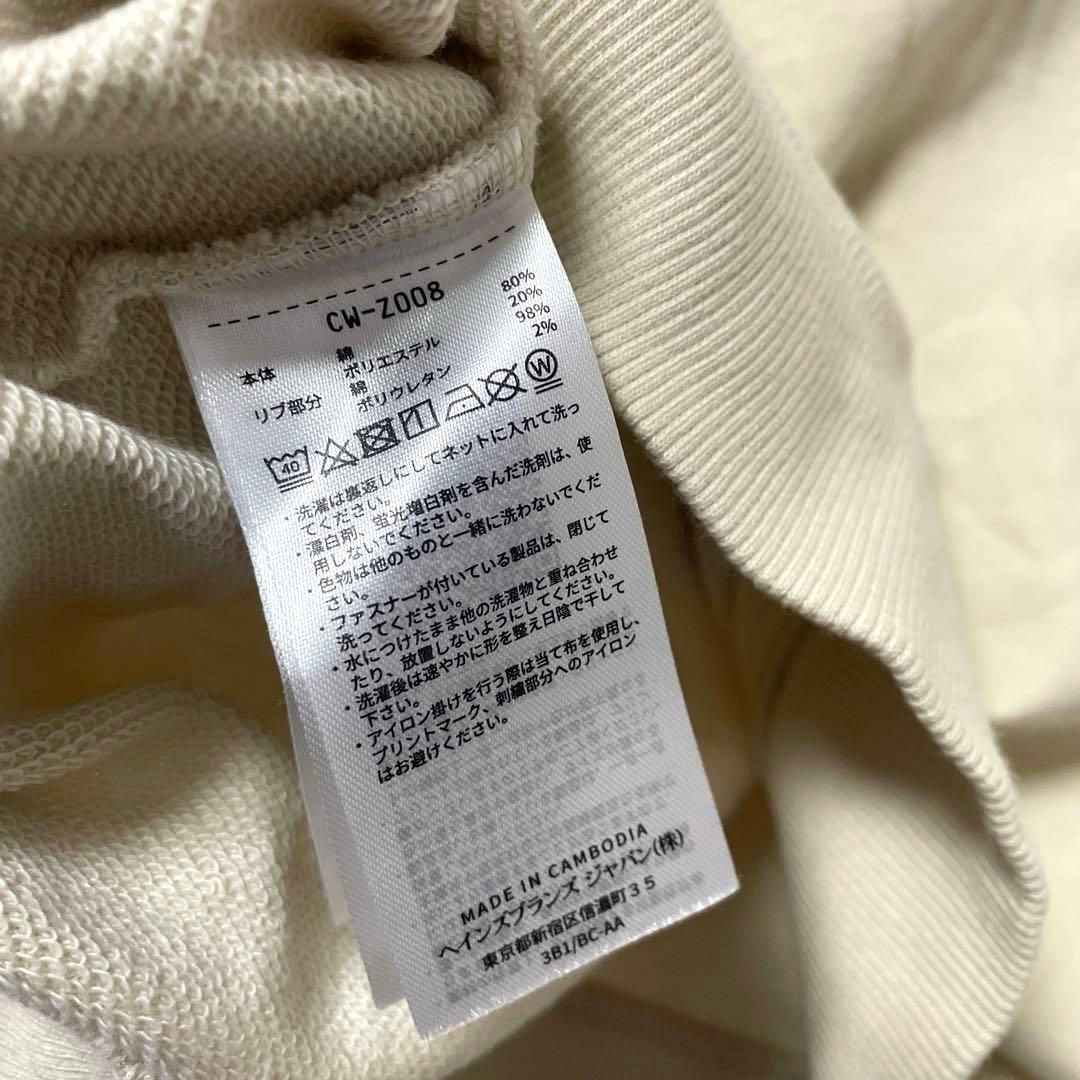 CW-Z008
本体 綿 80%
ポリエステル 20%
リブ部分 綿 98%
ポリウレタン 2%
40 W
・洗濯は裏返しにしてネットに入れて洗っ
てください。
・漂白剤、蛍光増白剤を含んだ洗剤は、使
用しないでください。
・色物は他のものと一緒に洗わないでくだ
さい。
・ファスナーが付いている製品は、閉じて
洗ってください。
・水につけたまま他の洗濯物と重ね合わせ
たり、放置しないようにしてください。
・洗濯後は速やかに形を整え日陰で干して
下さい。
・アイロン掛けを行う際は当て布を使用し、
プリントマーク、刺繍部分へのアイロン
はお避けください。
MADE IN CAMBODIA
ヘインズブランズ ジャパン(株)
東京都新宿区信濃町35
3B1/BC-AA